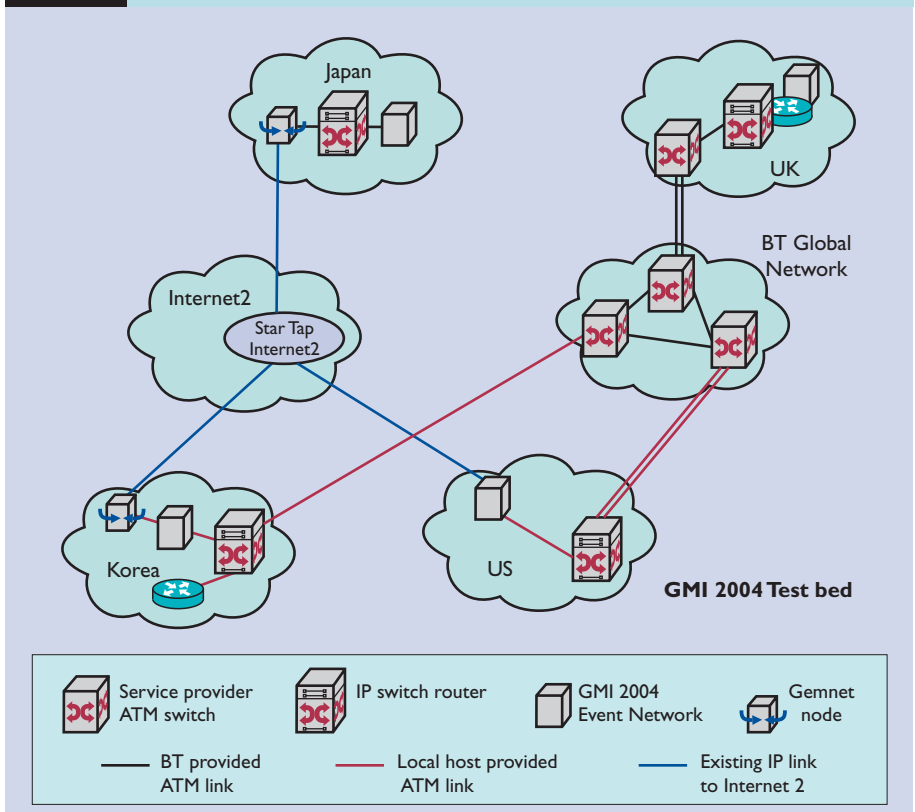 Japan
UK
BT Global
Network
Internet2
Star Tap
Internet2
Korea
US
GMI 2004 Test bed
Service provider
ATM switch
IP switch router
GMI 2004
Event Network
Gemnet
node
BT provided
ATM link
Local host provided
ATM link
Existing IP link
to Internet 2